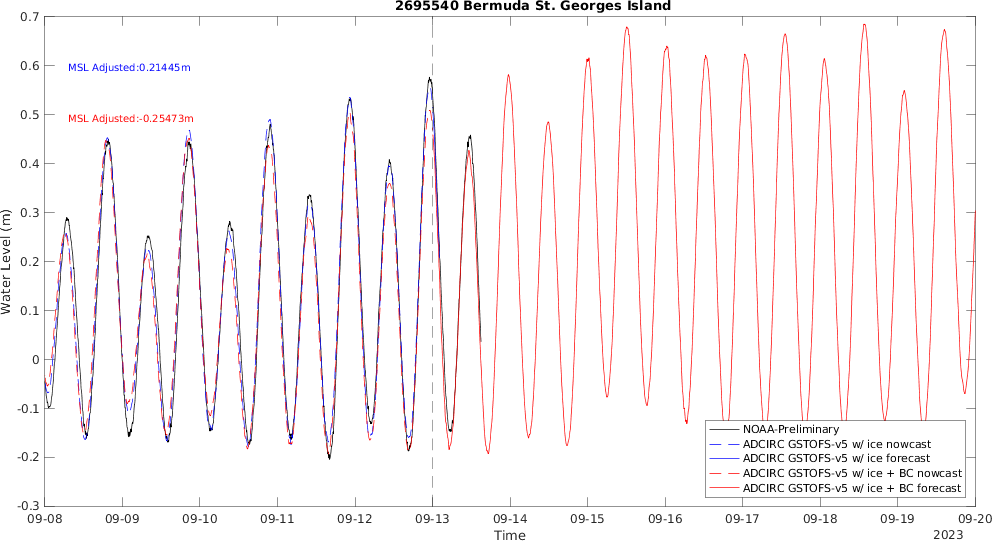 2695540 Bermuda St. Georges Island
0.7
0.6
0.5
0.4
0.3
0.2
0.1
0
-0.1
-0.2
-0.3
Water Level (m)
MSL Adjusted:0.21445m
MSL Adjusted:-0.25473m
NOAA-Preliminary
ADCIRC GSTOFS-v5 w/ ice nowcast
ADCIRC GSTOFS-v5 w/ ice forecast
ADCIRC GSTOFS-v5 w/ ice + BC nowcast
ADCIRC GSTOFS-v5 w/ ice + BC forecast
09-08 09-09 09-10 09-11 09-12 09-13 09-14 09-15 09-16 09-17 09-18 09-19 09-20
Time
2023